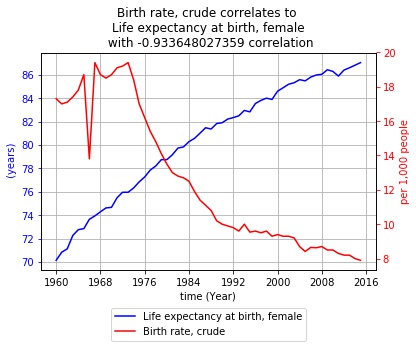 Birth rate, crude correlates to
Life expectancy at birth, female
with -0.933648027359 correlation
(years)
86
84
82
80
78
76
74
72
70
20
18
16
14
12
10
8
per 1,000 people
1960 1968 1976 1984 1992 2000 2008 2016
time (Year)
Life expectancy at birth, female
Birth rate, crude